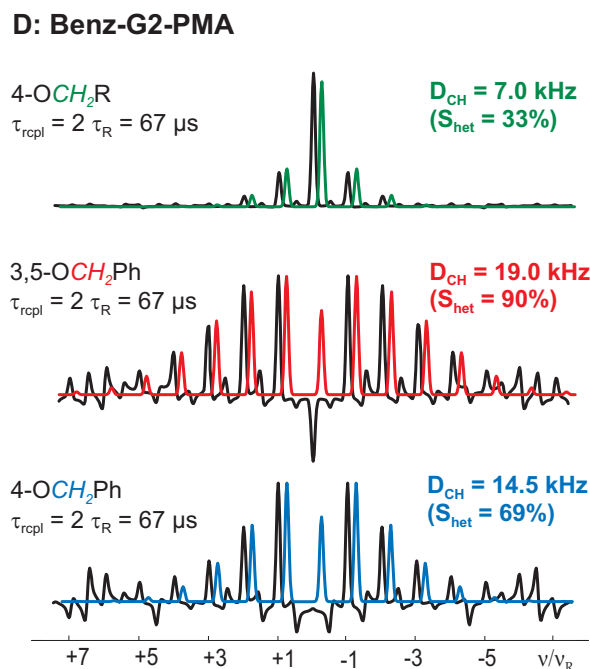 D: Benz-G2-PMA
4-OCH₂R
τrcpl = 2 τR = 67 µs
DCH = 7.0 kHz
(Shet = 33%)
3,5-OCH₂Ph
τrcpl = 2 τR = 67 µs
DCH = 19.0 kHz
(Shet = 90%)
4-OCH₂Ph
τrcpl = 2 τR = 67 µs
DCH = 14.5 kHz
(Shet = 69%)
+7 +5 +3 +1 -1 -3 -5 ν/νR